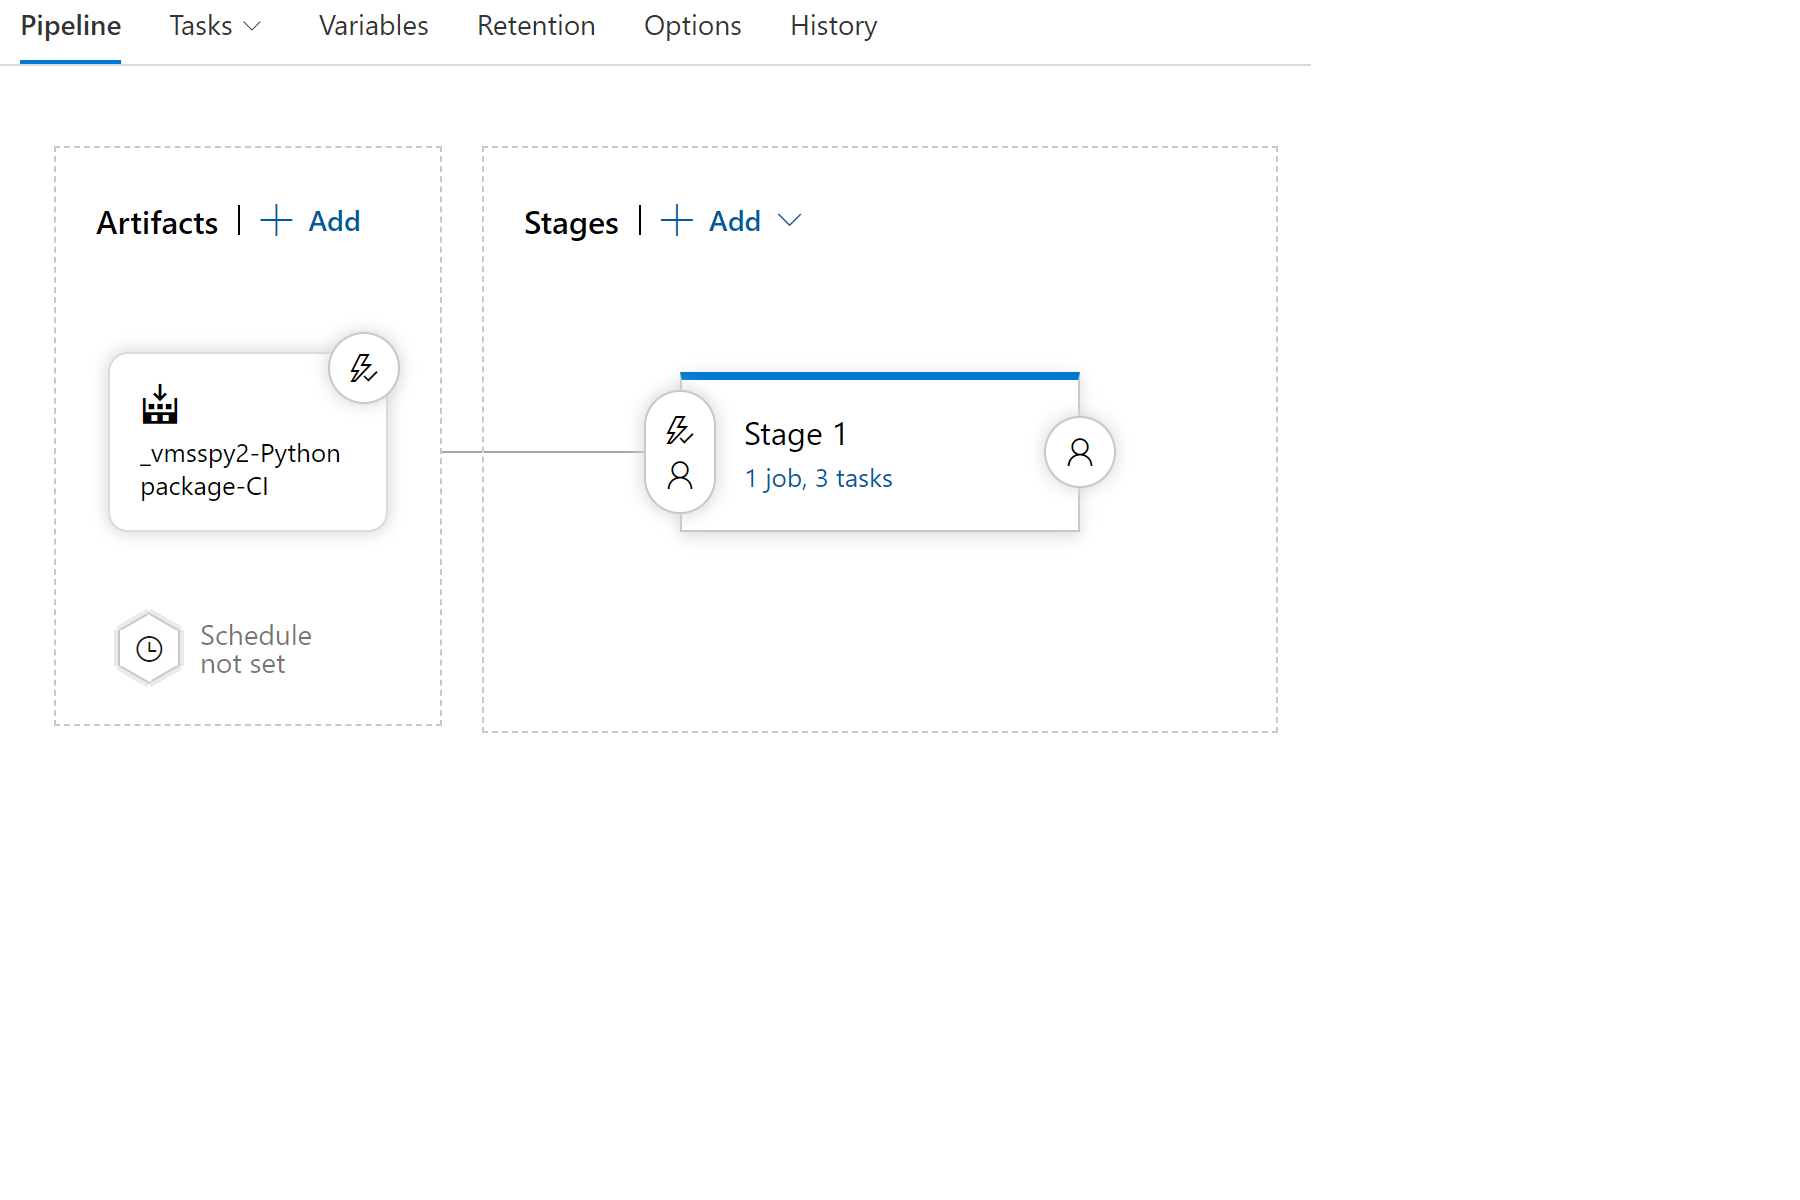 Pipeline Tasks Variables Retention Options History
Artifacts | + Add
Stages | + Add
_vmsspy2-Python
package-CI
Schedule
not set
Stage 1
1 job, 3 tasks